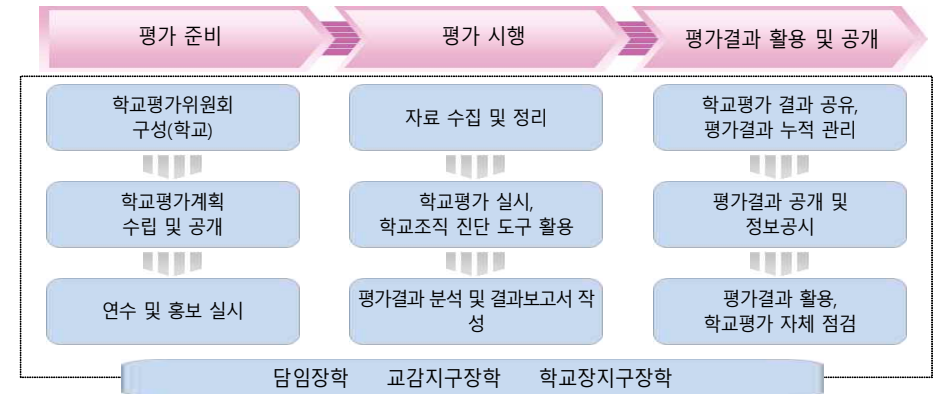 평가 준비
평가 시행
평가결과 활용 및 공개
학교평가위원회
구성(학교)
학교평가계획
수립 및 공개
연수 및 홍보 실시
자료 수집 및 정리
학교평가 실시,
학교조직 진단 도구 활용
평가결과 분석 및 결과보고서 작
성
학교평가 결과 공유,
평가결과 누적 관리
평가결과 공개 및
정보공시
평가결과 활용,
학교평가 자체 점검
담임장학 교감지구장학 학교장지구장학